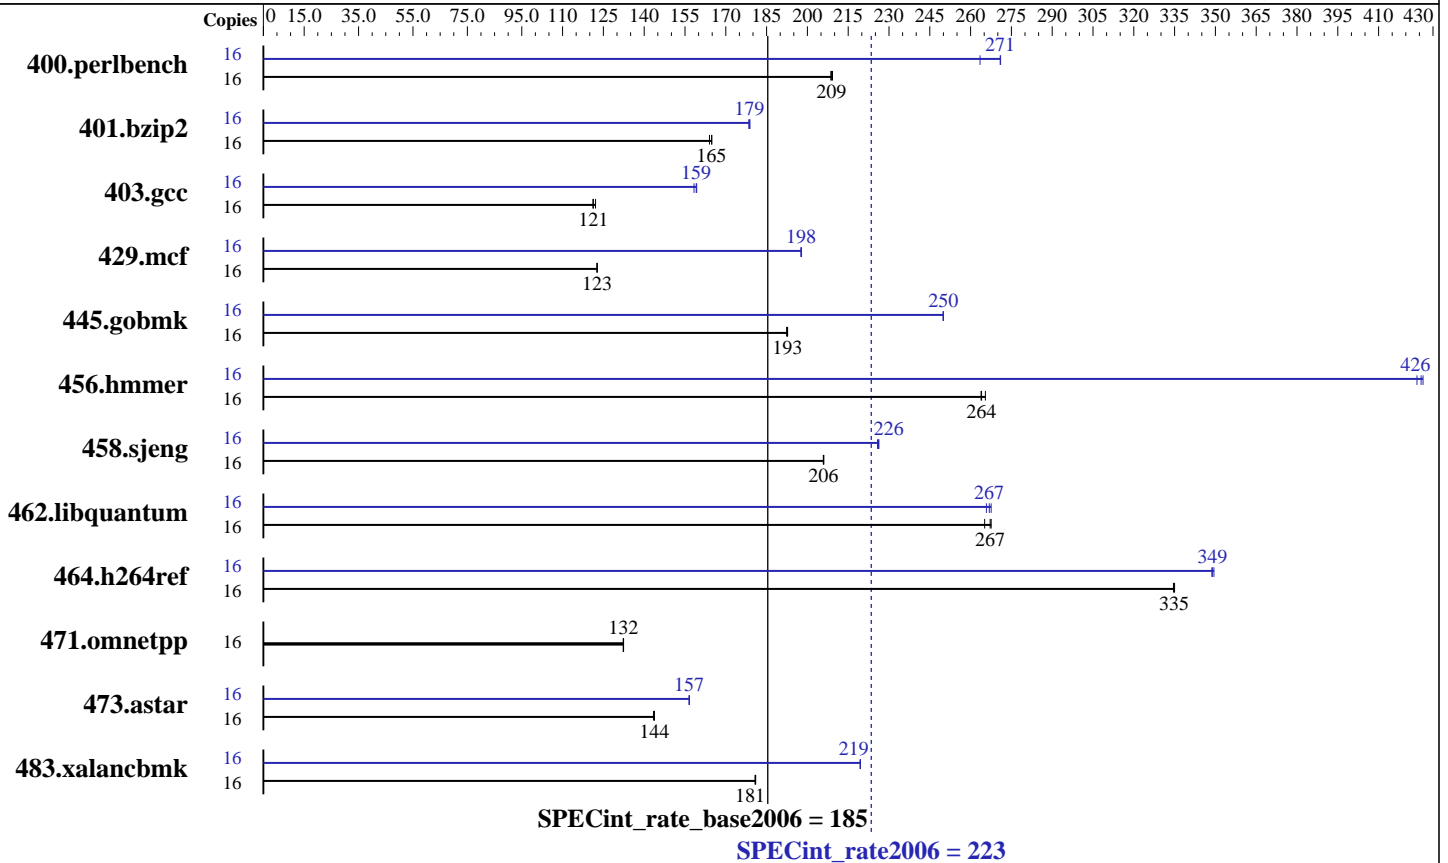 Copies 0 15.0 35.0 55.0 75.0 95.0 110 125 140 155 170 185 200 215 230 245 260 275 290 305 320 335 350 365 380 395 410 430
400.perlbench 16 271
16 209
401.bzip2 16 179
16 165
403.gcc 16 159
16 121
429.mcf 16 198
16 123
445.gobmk 16 250
16 193
456.hmmer 16 426
16 264
458.sjeng 16 226
16 206
462.libquantum 16 267
16 267
464.h264ref 16 349
16 335
471.omnetpp 16 132
473.astar 16 157
16 144
483.xalancbmk 16 219
16 181
SPECint_rate_base2006 = 185
SPECint_rate2006 = 223